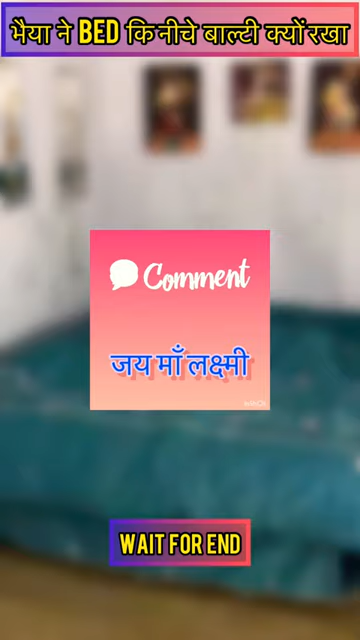 भैया ने BED कि नीचे बाल्टी क्यों रखा
Comment
जय माँ लक्ष्मी
WAIT FOR END